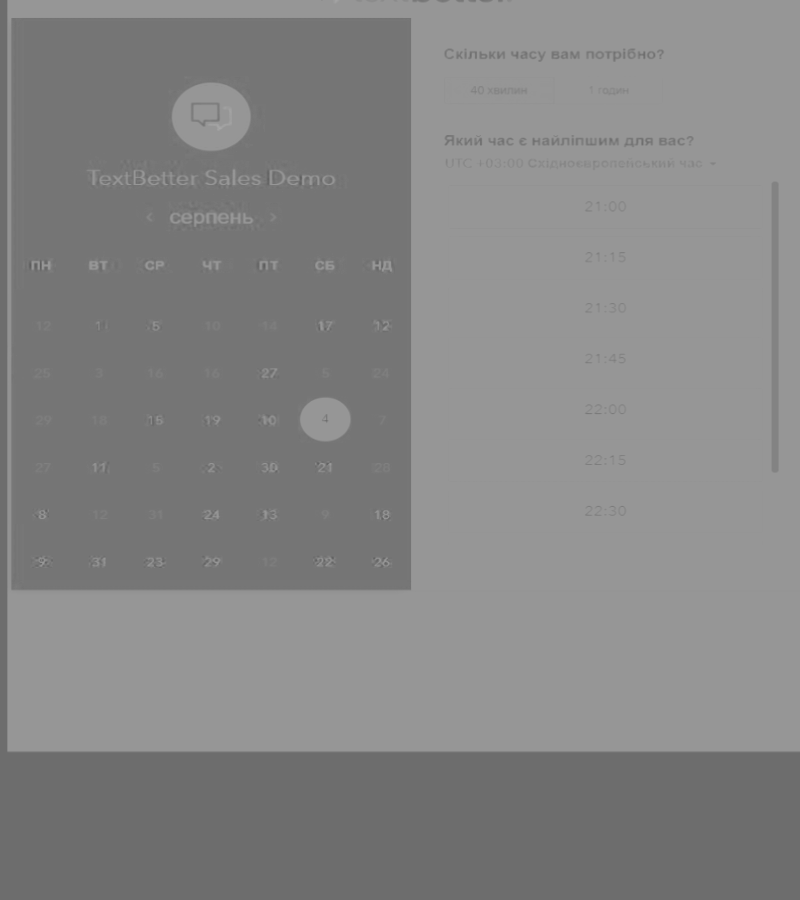 TextBetter Sales Demo
‹ серпень ›
ПН ВТ СР ЧТ ПТ СБ НД
12 1 5 10 14 17 12
25 3 16 16 27 5 24
29 18 15 19 10 4 7
27 11 5 2 30 21 28
8 12 31 24 13 9 18
9 31 23 29 12 22 26
Скільки часу вам потрібно?
40 хвилин 1 годин
Який час є найліпшим для вас?
UTC +03:00 Східноєвропейський час
21:00
21:15
21:30
21:45
22:00
22:15
22:30